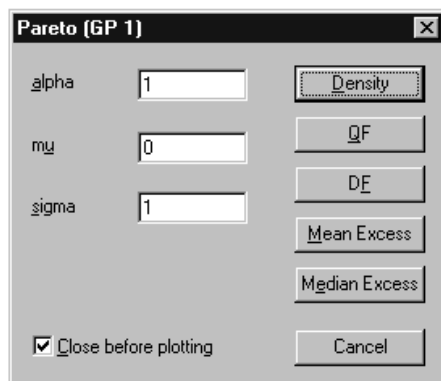 Pareto (GP 1)
alpha 1 Density
mu 0 QF
sigma 1 DF
Mean Excess
Median Excess
Close before plotting Cancel